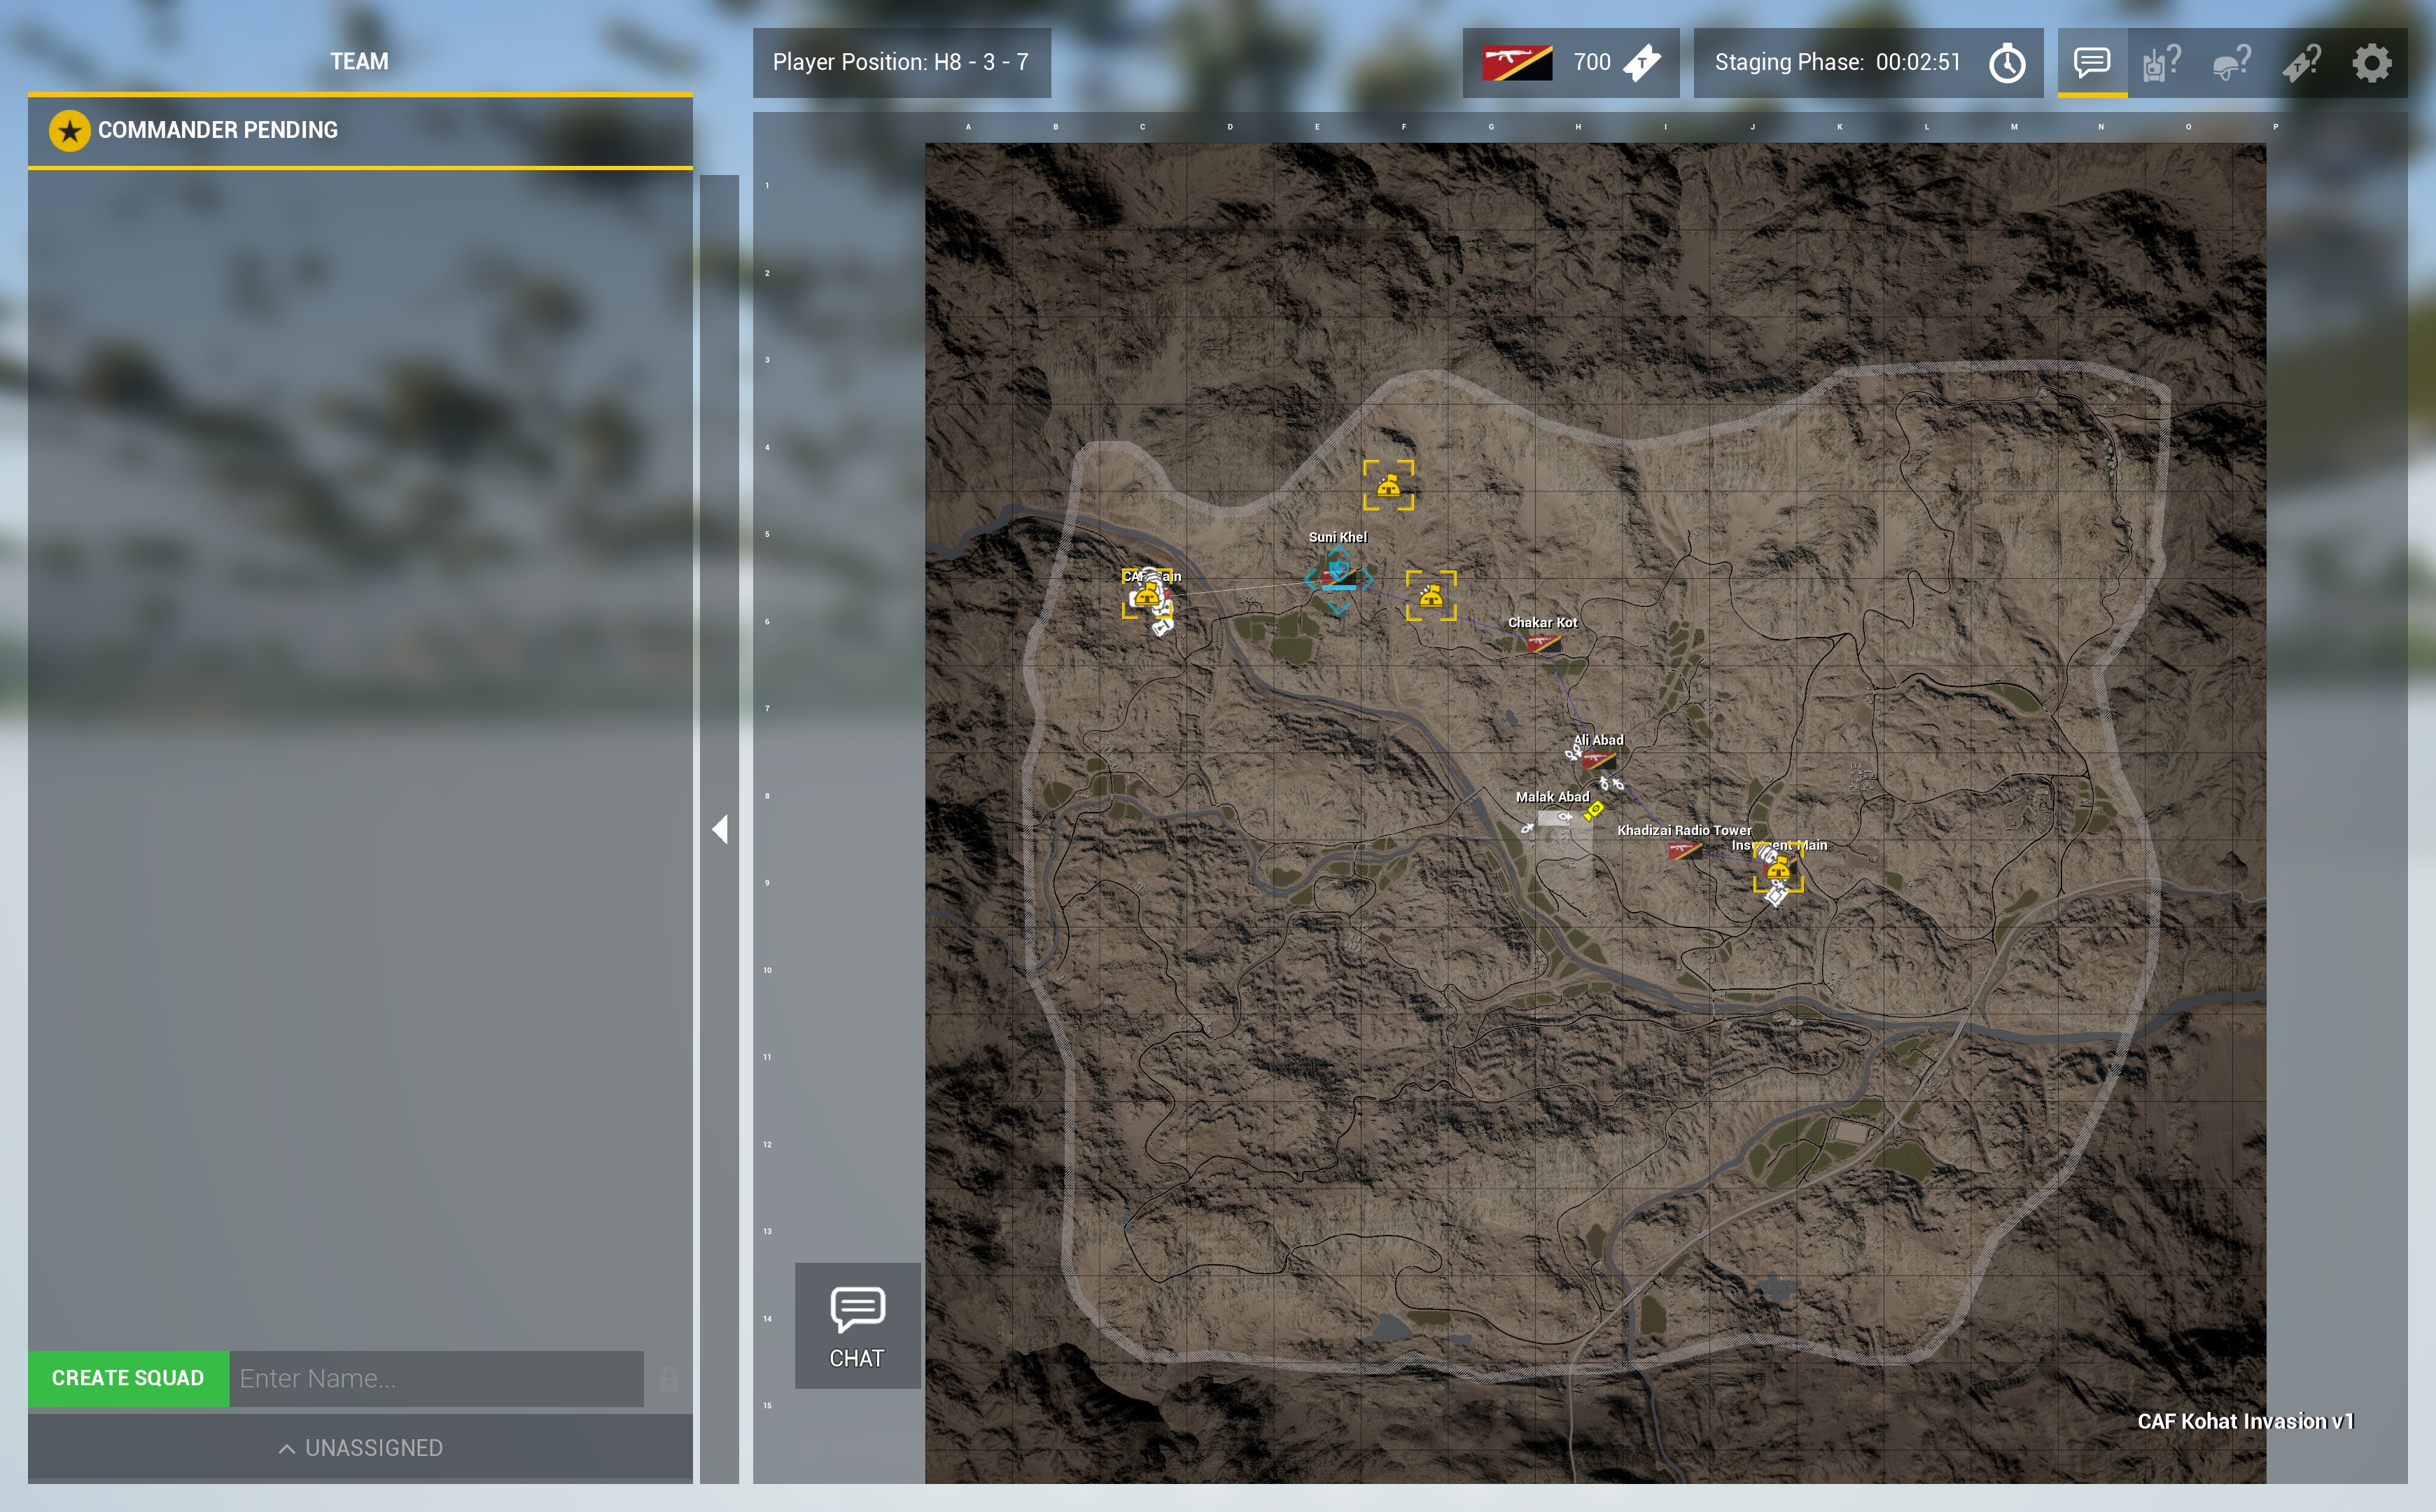 TEAM
Player Position: H8 - 3 - 7
700
T
Staging Phase: 00:02:51
COMMANDER PENDING
A B C D E F G H I J K L M N O P
1
2
3
4
5
6
7
8
9
10
11
12
13
14
15
Suni Khel
Chakar Kot
Ali Abad
Malak Abad
Khadizai Radio Tower
CHAT
CREATE SQUAD
Enter Name...
UNASSIGNED
CAF Kohat Invasion v1